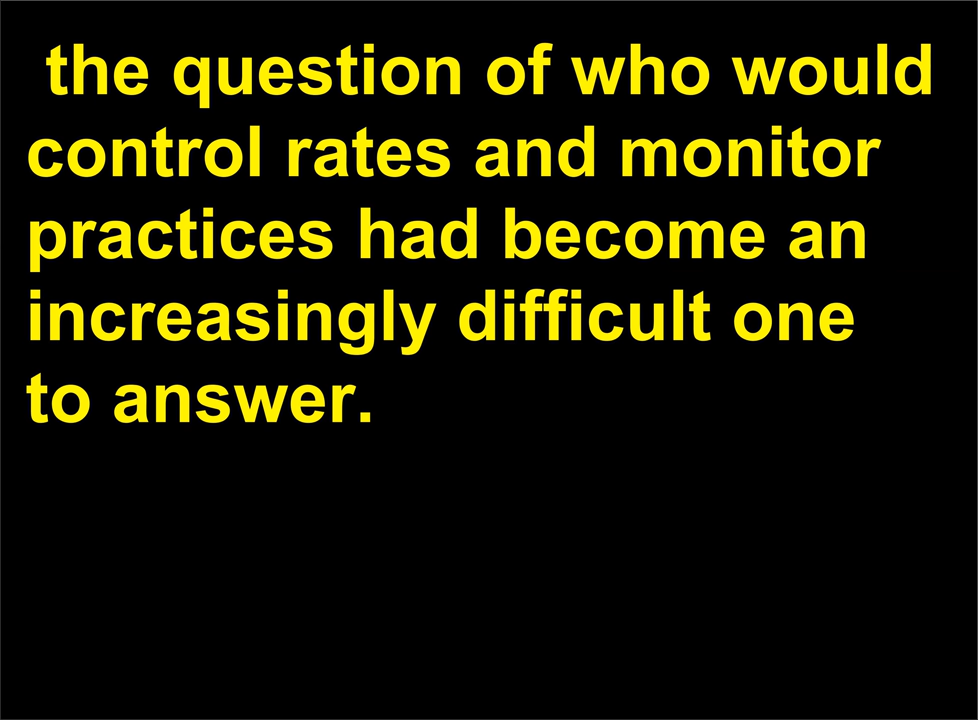 the question of who would
control rates and monitor
practices had become an
increasingly difficult one
to answer.